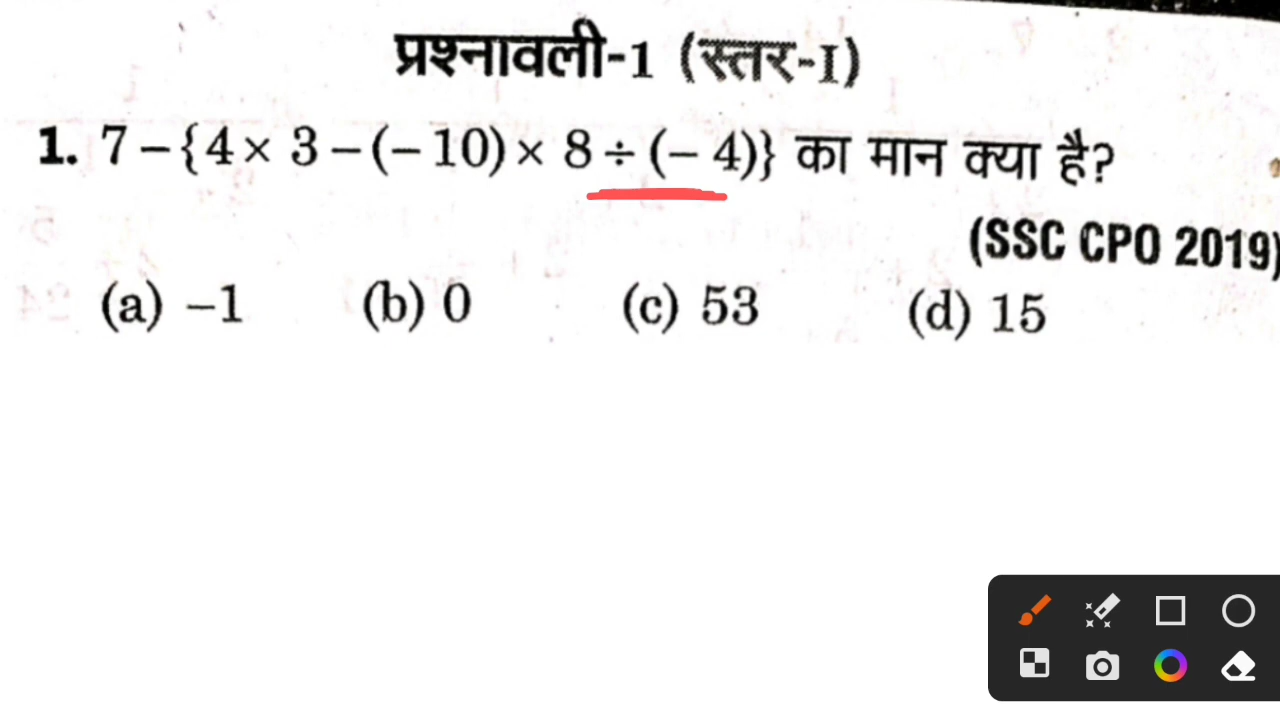 प्रश्नावली-1 (स्तर-I)
1. 7 – {4 × 3 – (– 10) × 8 ÷ (– 4)} का मान क्या है?
(SSC CPO 2019)
(a) –1 (b) 0 (c) 53 (d) 15